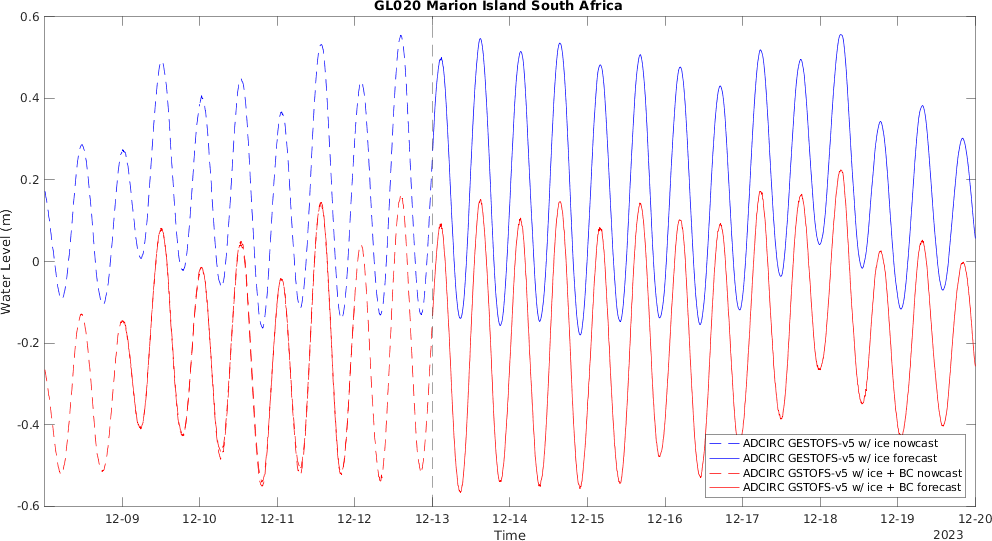 GL020 Marion Island South Africa
0.6
0.4
0.2
0
-0.2
-0.4
-0.6
Water Level (m)
ADCIRC GESTOFS-v5 w/ ice nowcast
ADCIRC GESTOFS-v5 w/ ice forecast
ADCIRC GSTOFS-v5 w/ ice + BC nowcast
ADCIRC GSTOFS-v5 w/ ice + BC forecast
12-09 12-10 12-11 12-12 12-13 12-14 12-15 12-16 12-17 12-18 12-19 12-20
Time
2023